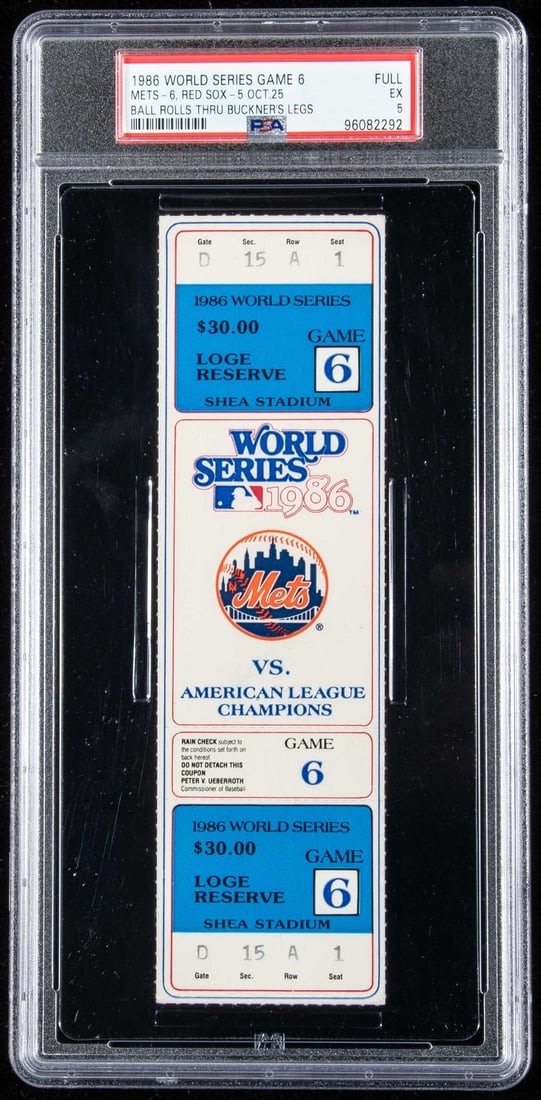 1986 WORLD SERIES GAME 6 FULL
METS - 6, RED SOX - 5 OCT.25 EX
BALL ROLLS THRU BUCKNER'S LEGS 5
PSA 96082292
Gate Sec. Row Seat
D 15 A 1
1986 WORLD SERIES
$30.00
GAME
LOGE
RESERVE
6
SHEA STADIUM
WORLD
SERIES
1986
TM
Mets
®
VS.
AMERICAN LEAGUE
CHAMPIONS
RAIN CHECK subject to
the conditions set forth on
back hereof
DO NOT DETACH THIS
COUPON
PETER V. UEBERROTH
Commissioner of Baseball
GAME
6
1986 WORLD SERIES
$30.00
GAME
LOGE
RESERVE
6
SHEA STADIUM
D 15 A 1
Gate Sec. Row Seat